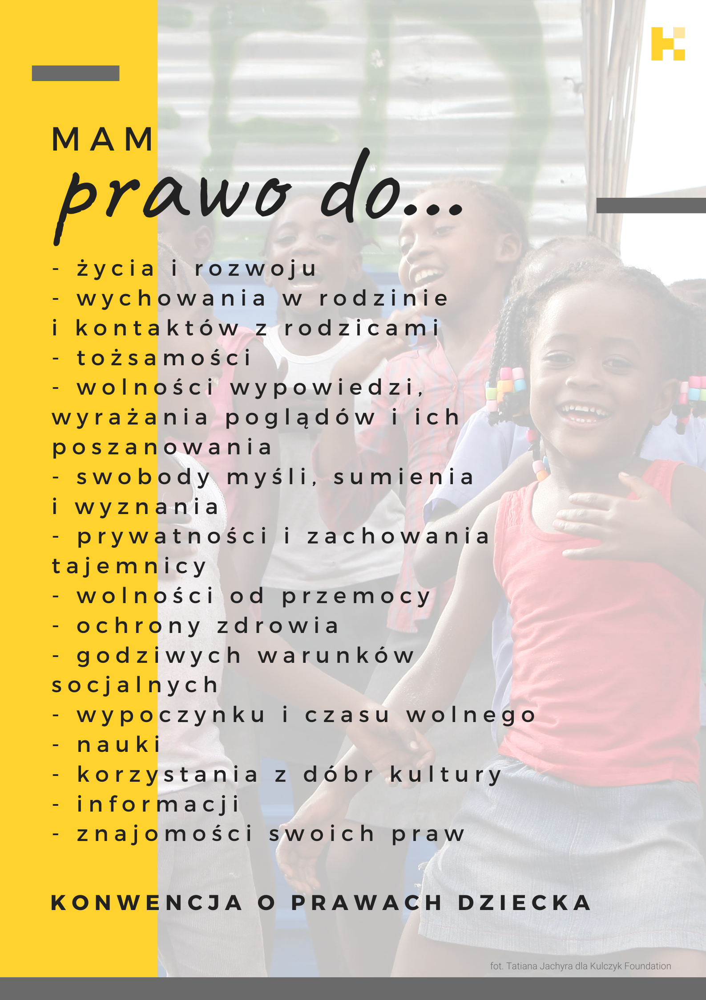 MAM
prawo do...
- życia i rozwoju
- wychowania w rodzinie
i kontaktów z rodzicami
- tożsamości
- wolności wypowiedzi,
wyrażania poglądów i ich
poszanowania
- swobody myśli, sumienia
i wyznania
- prywatności i zachowania
tajemnicy
- wolności od przemocy
- ochrony zdrowia
- godziwych warunków
socjalnych
- wypoczynku i czasu wolnego
- nauki
- korzystania z dóbr kultury
- informacji
- znajomości swoich praw
KONWENCJA O PRAWACH DZIECKA
fot. Tatiana Jachyra dla Kulczyk Foundation